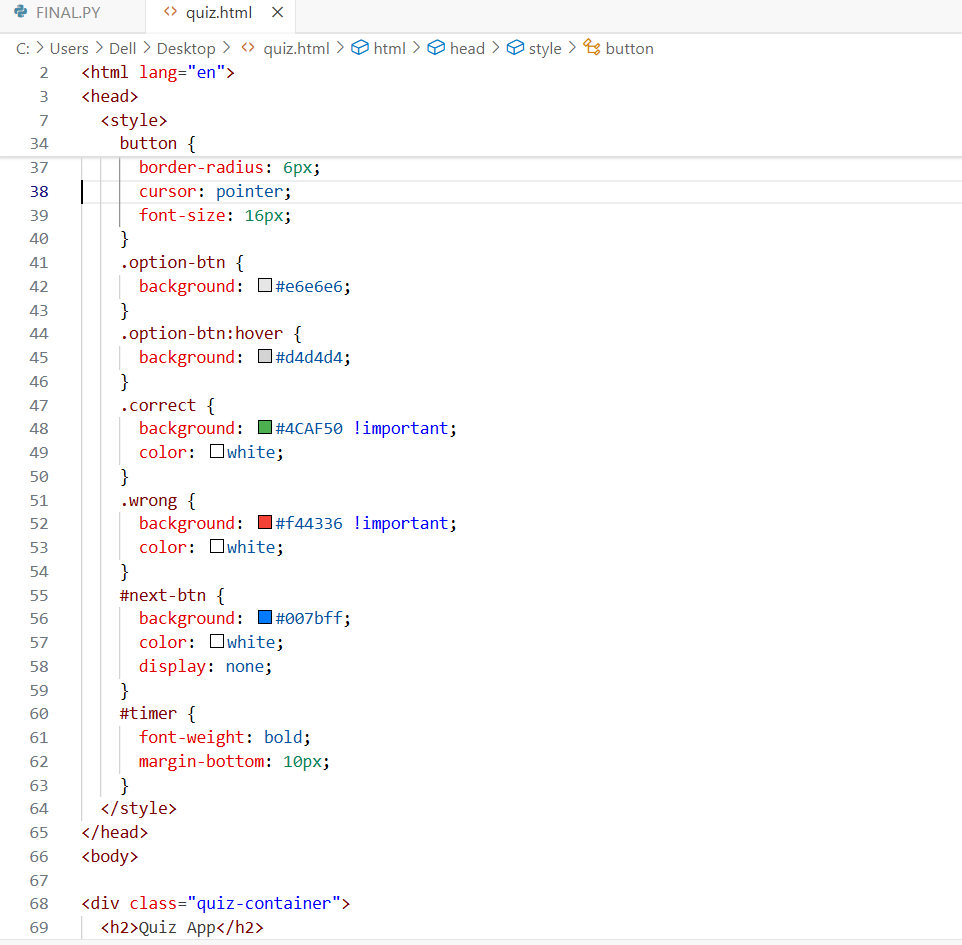 FINAL.PY
quiz.html
C: > Users > Dell > Desktop > quiz.html > html > head > style > button
2 <html lang="en">
3 <head>
7 <style>
34 button {
37 border-radius: 6px;
38 cursor: pointer;
39 font-size: 16px;
40 }
41 .option-btn {
42 background: #e6e6e6;
43 }
44 .option-btn:hover {
45 background: #d4d4d4;
46 }
47 .correct {
48 background: #4CAF50 !important;
49 color: white;
50 }
51 .wrong {
52 background: #f44336 !important;
53 color: white;
54 }
55 #next-btn {
56 background: #007bff;
57 color: white;
58 display: none;
59 }
60 #timer {
61 font-weight: bold;
62 margin-bottom: 10px;
63 }
64 </style>
65 </head>
66 <body>
67
68 <div class="quiz-container">
69 <h2>Quiz App</h2>